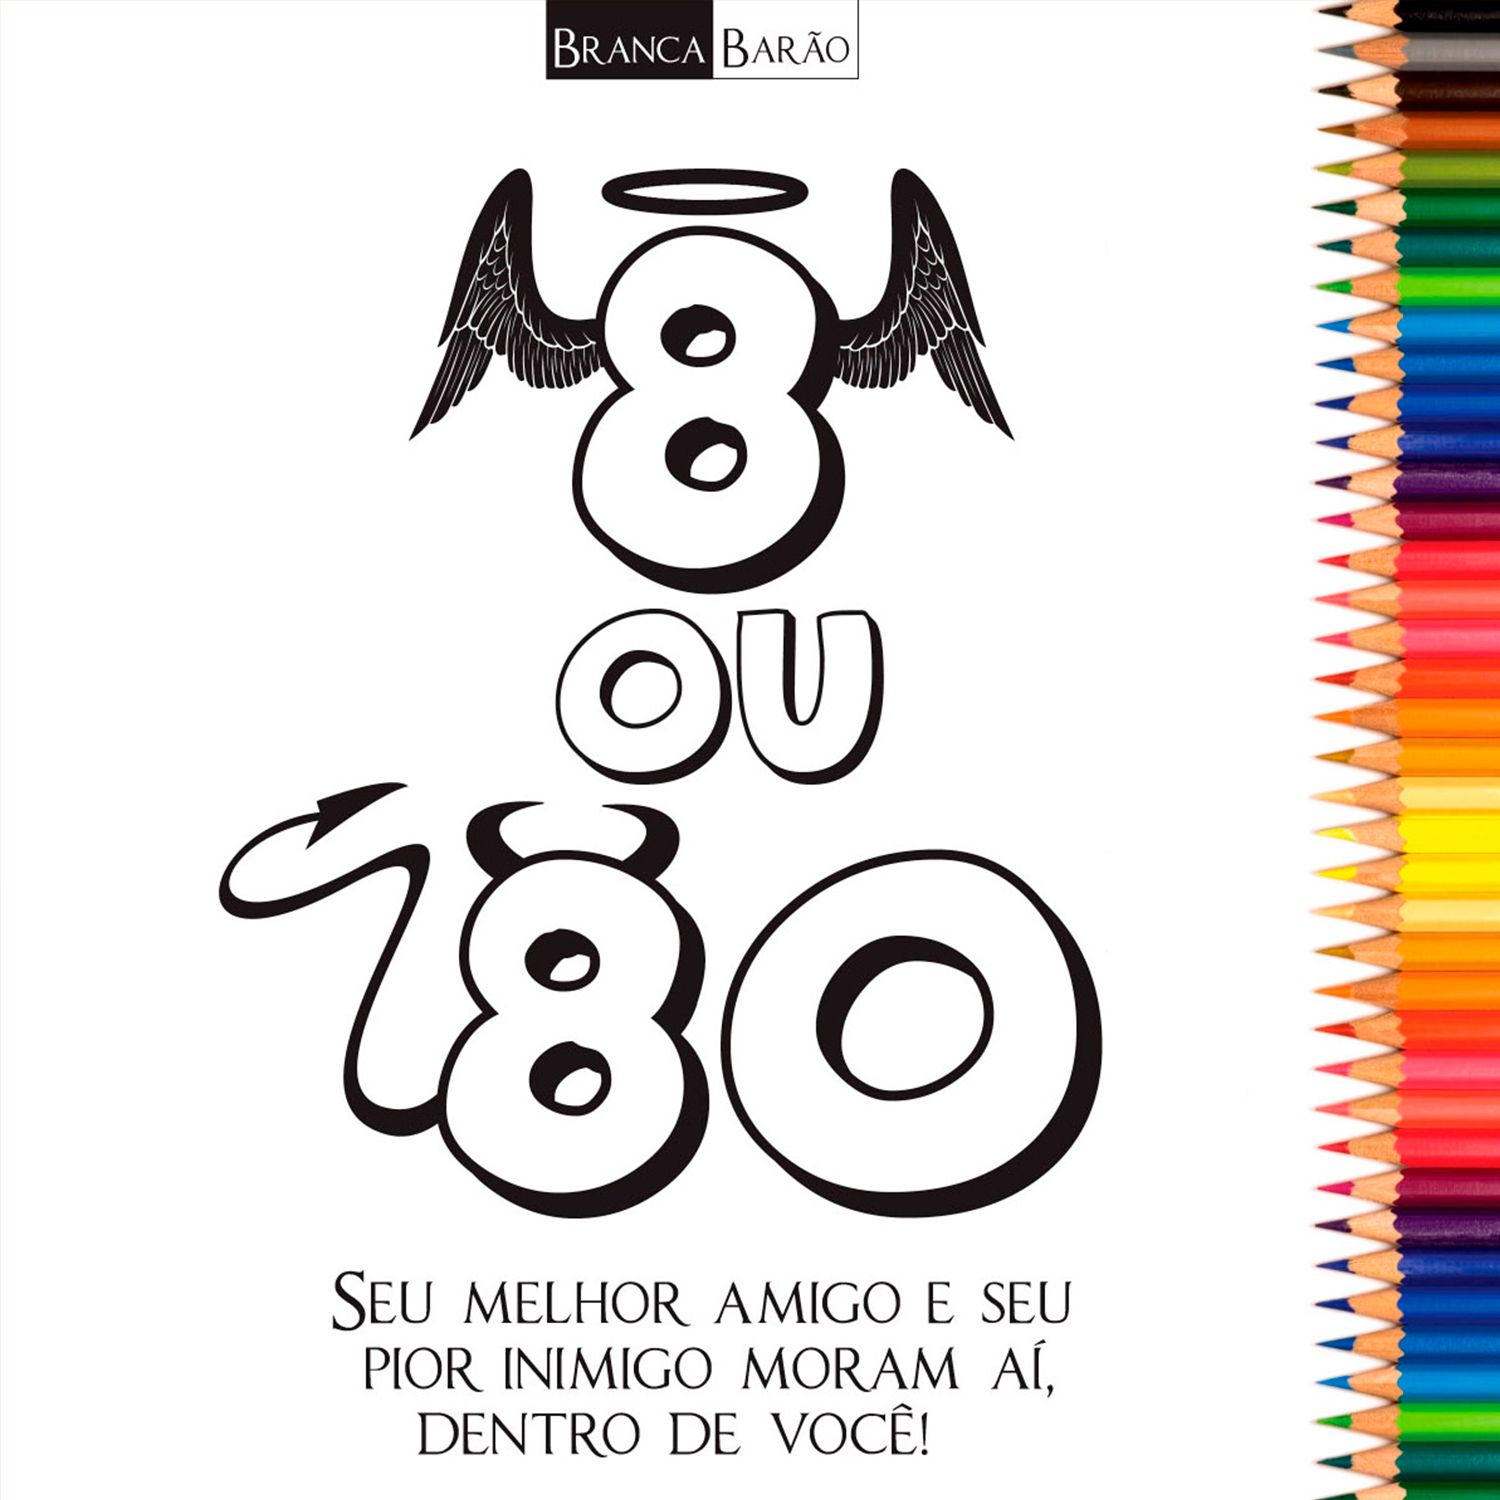 BRANCA BARÃO
8
OU
80
SEU MELHOR AMIGO E SEU
PIOR INIMIGO MORAM AÍ,
DENTRO DE VOCÊ!